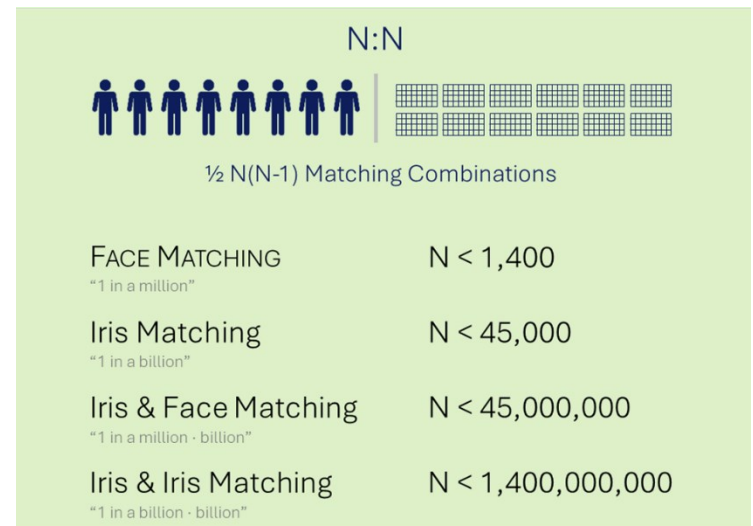 N:N
½ N(N-1) Matching Combinations
FACE MATCHING N < 1,400
“1 in a million”
Iris Matching N < 45,000
“1 in a billion”
Iris & Face Matching N < 45,000,000
“1 in a million · billion”
Iris & Iris Matching N < 1,400,000,000
“1 in a billion · billion”